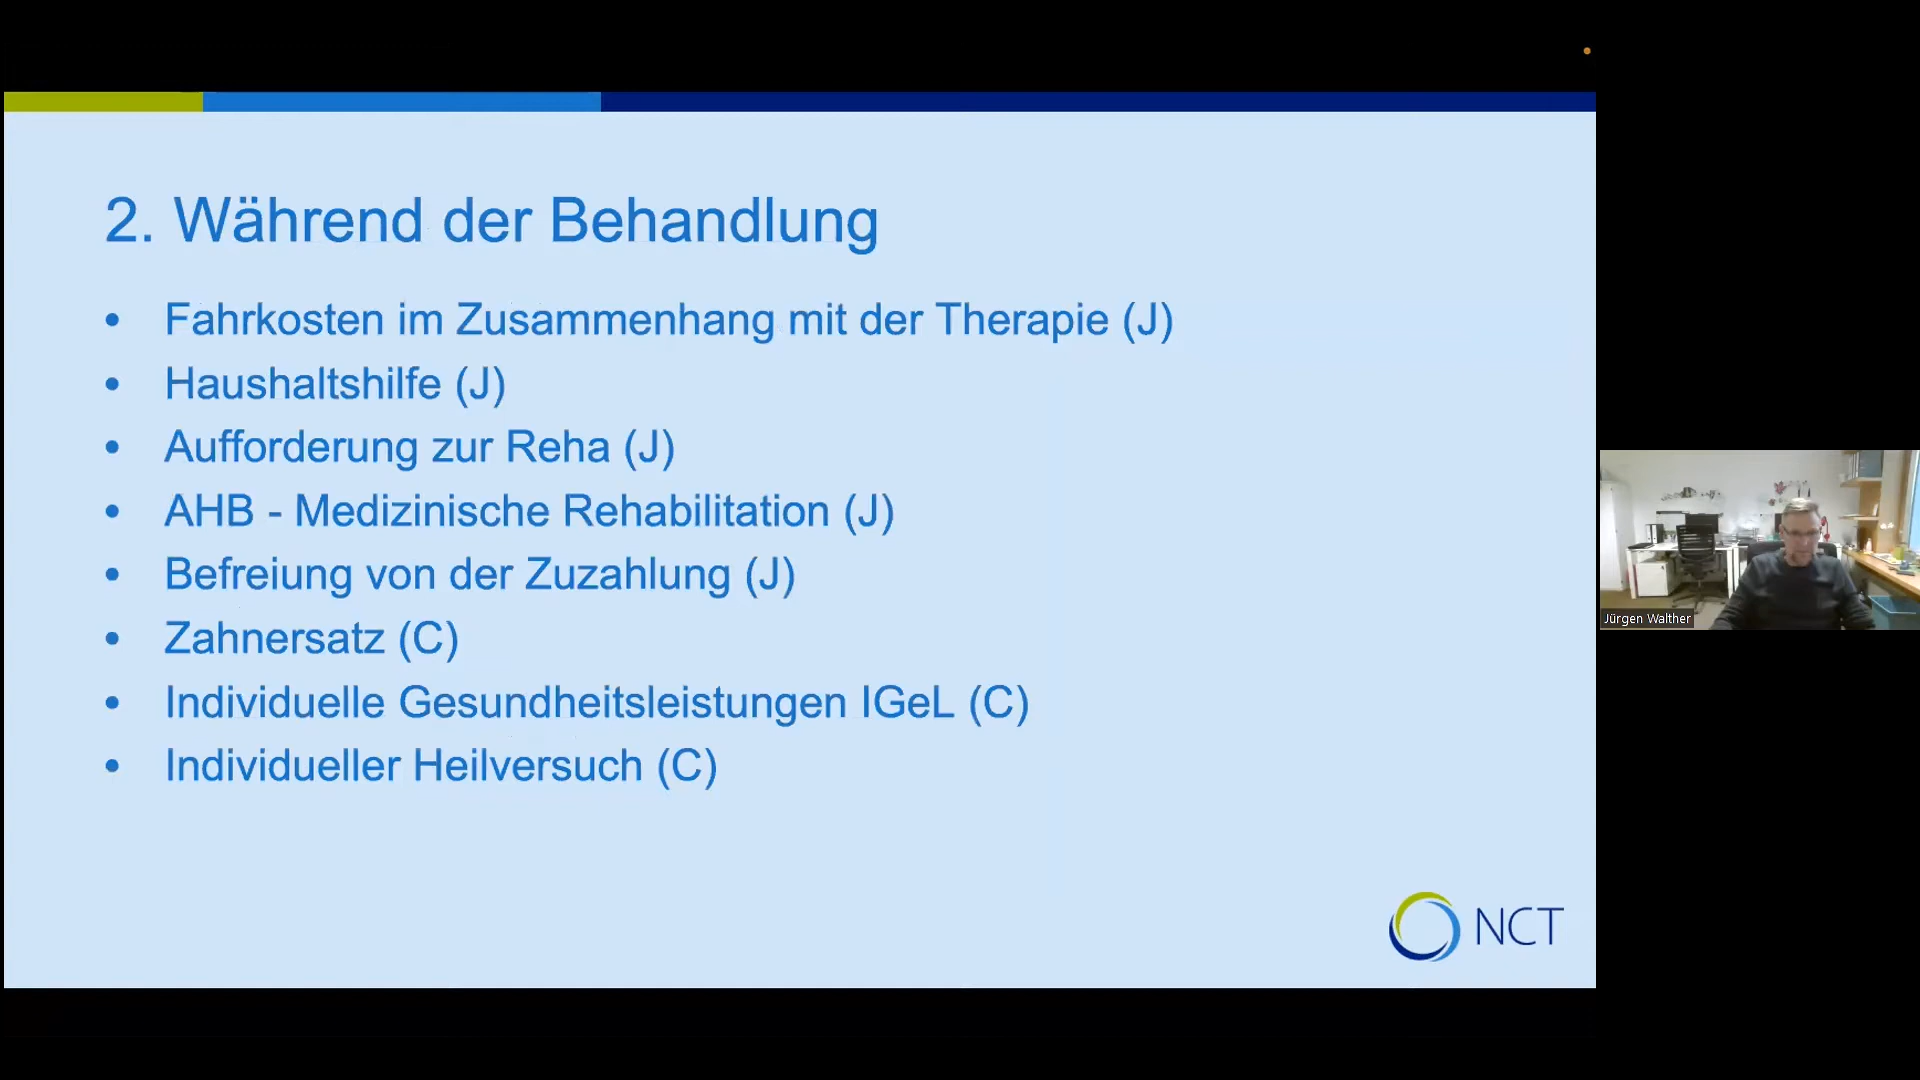 2. Während der Behandlung
• Fahrkosten im Zusammenhang mit der Therapie (J)
• Haushaltshilfe (J)
• Aufforderung zur Reha (J)
• AHB - Medizinische Rehabilitation (J)
• Befreiung von der Zuzahlung (J)
• Zahnersatz (C)
• Individuelle Gesundheitsleistungen IGeL (C)
• Individueller Heilversuch (C)
NCT
Jürgen Walther